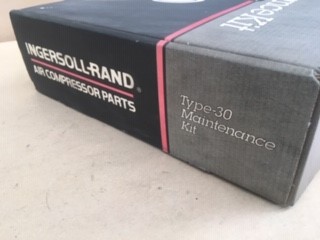 INGERSOLL-RAND®
AIR COMPRESSOR PARTS
Type-30
Maintenance
Kit